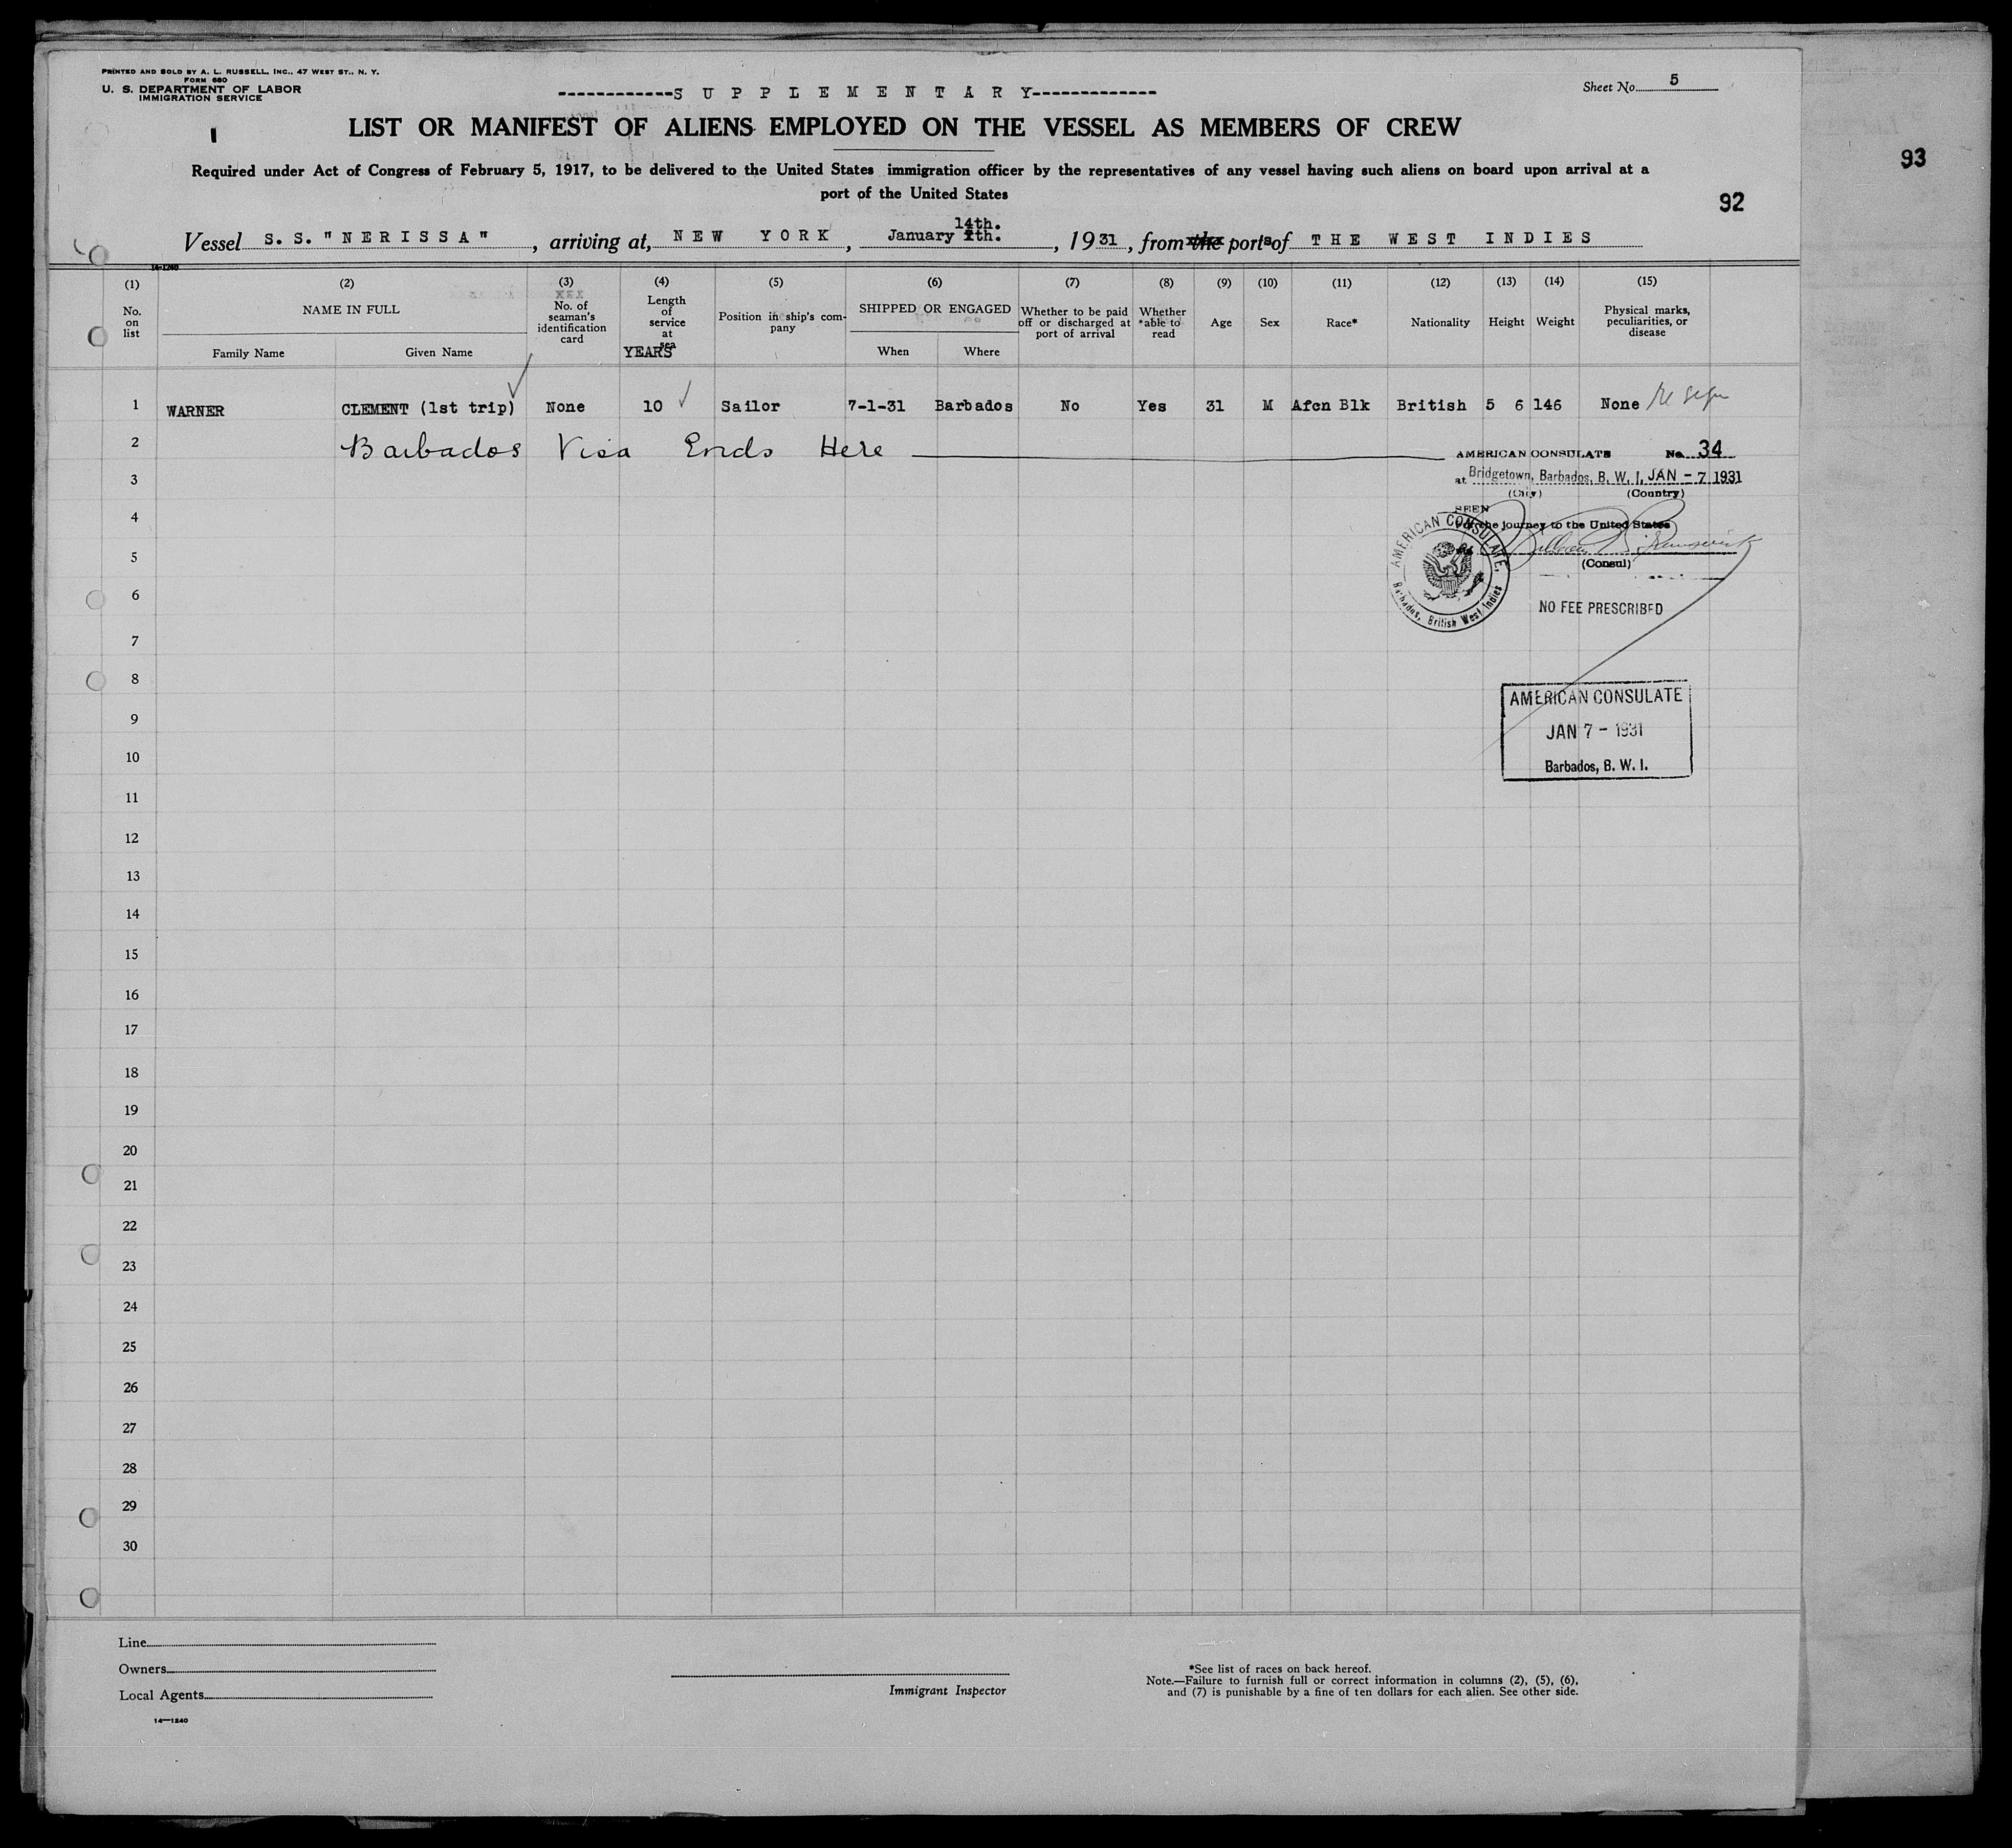 PRINTED AND SOLD BY A. L. RUSSELL, INC., 47 WEST ST., N. Y.
FORM 680
U. S. DEPARTMENT OF LABOR
IMMIGRATION SERVICE
------------S U P P L E M E N T A R Y-------------
Sheet No. 5
LIST OR MANIFEST OF ALIENS EMPLOYED ON THE VESSEL AS MEMBERS OF CREW
Required under Act of Congress of February 5, 1917, to be delivered to the United States immigration officer by the representatives of any vessel having such aliens on board upon arrival at a
port of the United States
93
92
14th.
Vessel S. S. "NERISSA", arriving at, NEW YORK, January th., 1931, from the port's of THE WEST INDIES
14-1240
(1) (2) (3) (4) (5) (6) (7) (8) (9) (10) (11) (12) (13) (14) (15)
No. on list
NAME IN FULL
Family Name
Given Name
No. of seaman's identification card
Length of service at sea
YEARS
Position in ship's company
SHIPPED OR ENGAGED
When
Where
Whether to be paid off or discharged at port of arrival
Whether *able to read
Age
Sex
Race*
Nationality
Height
Weight
Physical marks, peculiarities, or disease
1 WARNER CLEMENT (1st trip) None 10 Sailor 7-1-31 Barbados No Yes 31 M Afcn Blk British 5 6 146 None
2 Barbados Visa Ends Here
AMERICAN CONSULATE No. 34
3
at Bridgetown, Barbados, B. W. I. JAN - 7 1931
(City) (Country)
4
SEEN
For the journey to the United States
AMERICAN CONSULATE, Barbados, British West Indies
5
(Consul)
6
NO FEE PRESCRIBED
7
8
AMERICAN CONSULATE
9
JAN 7 - 1931
10
Barbados, B. W. I.
11
12
13
14
15
16
17
18
19
20
21
22
23
24
25
26
27
28
29
30
Line
Owners
Local Agents
Immigrant Inspector
*See list of races on back hereof.
Note.—Failure to furnish full or correct information in columns (2), (5), (6),
and (7) is punishable by a fine of ten dollars for each alien. See other side.
14—1240